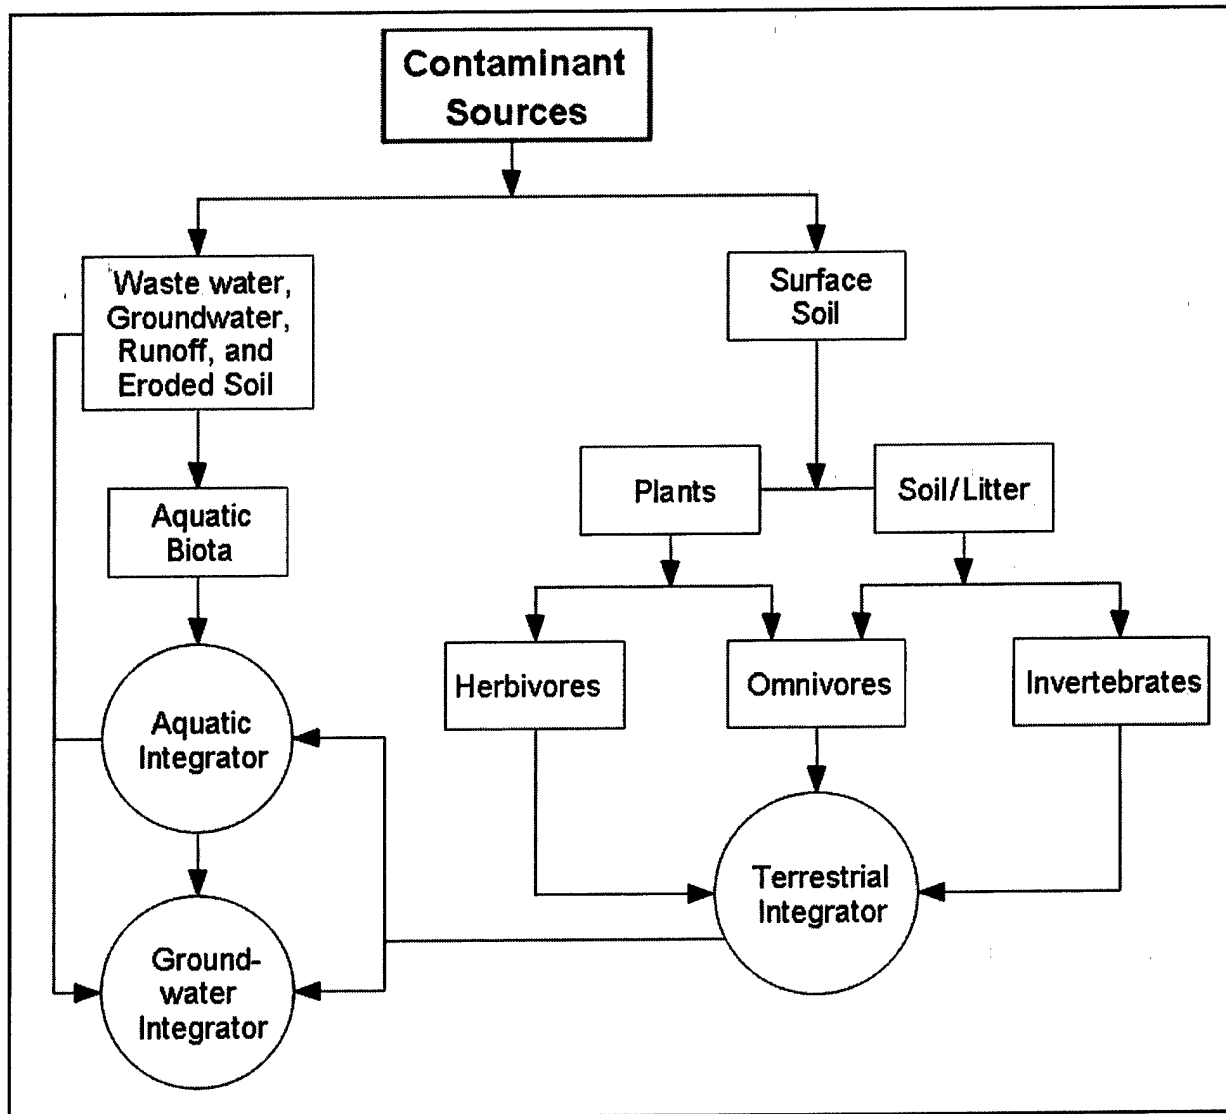 Contaminant
Sources
Waste water,
Groundwater,
Runoff, and
Eroded Soil
Surface
Soil
Plants
Soil/Litter
Aquatic
Biota
Herbivores
Omnivores
Invertebrates
Aquatic
Integrator
Terrestrial
Integrator
Ground-
water
Integrator